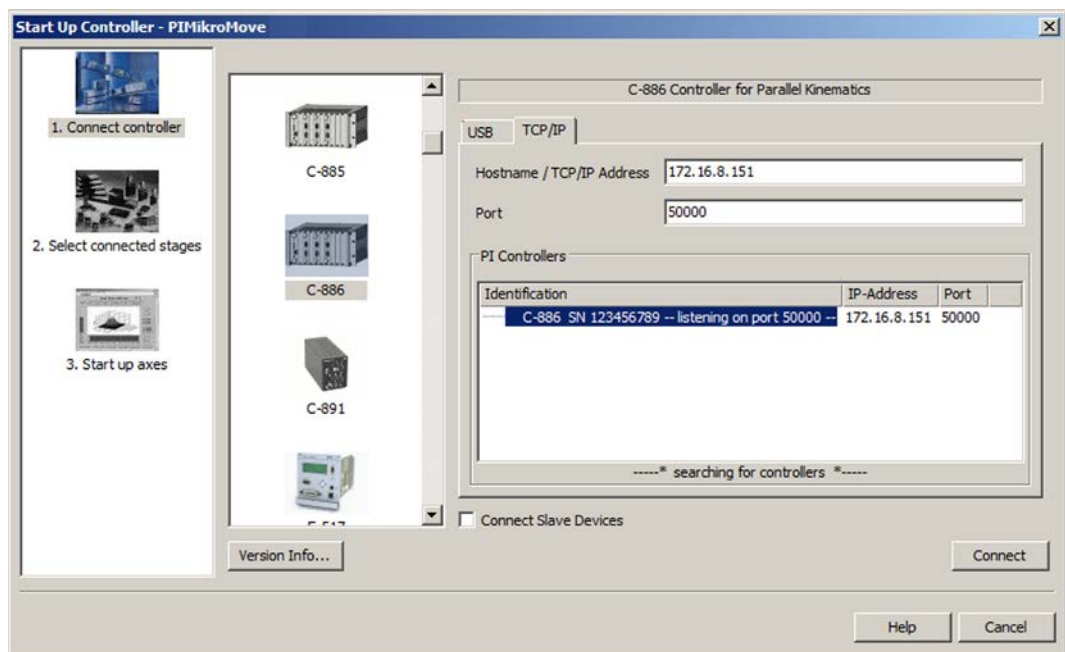 Start Up Controller - PIMikroMove
1. Connect controller
2. Select connected stages
3. Start up axes
C-885
C-886
C-891
Version Info...
C-886 Controller for Parallel Kinematics
USB TCP/IP
Hostname / TCP/IP Address 172.16.8.151
Port 50000
PI Controllers
Identification IP-Address Port
C-886 SN 123456789 -- listening on port 50000 -- 172.16.8.151 50000
-----* searching for controllers *-----
Connect Slave Devices
Connect
Help Cancel